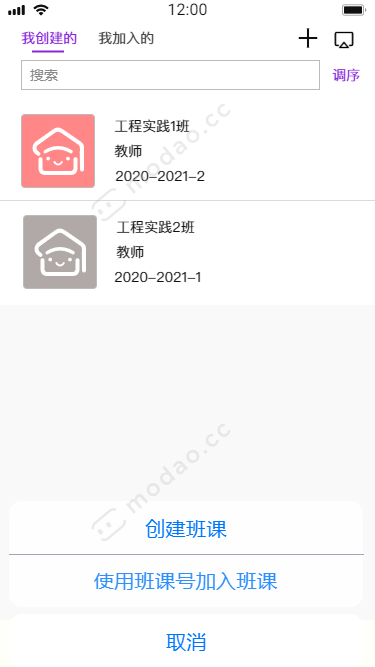 12:00
我创建的 我加入的
搜索 调序
工程实践1班
教师
2020-2021-2
modao.cc
工程实践2班
教师
2020-2021-1
modao.cc
创建班课
使用班课号加入班课
取消